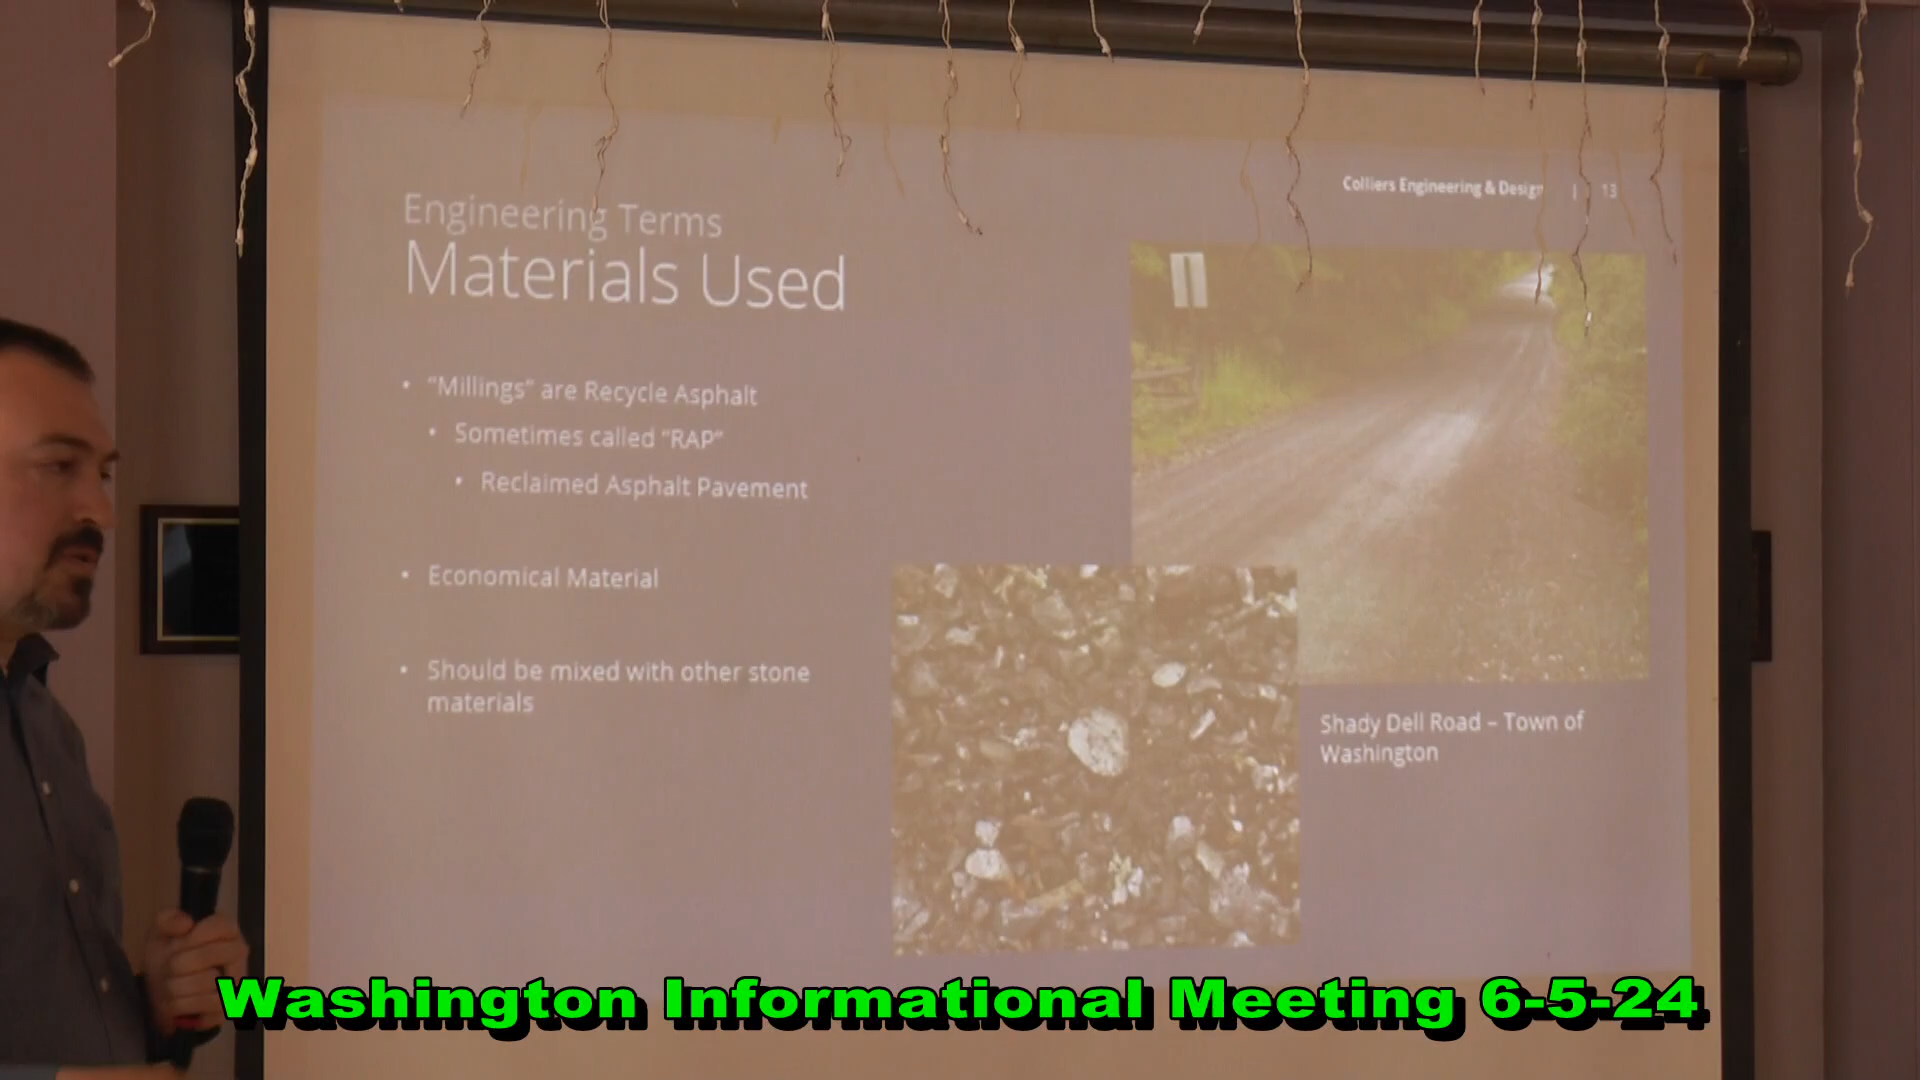 Colliers Engineering & Design | 13
Engineering Terms
Materials Used
• “Millings” are Recycle Asphalt
• Sometimes called “RAP”
• Reclaimed Asphalt Pavement
• Economical Material
• Should be mixed with other stone
materials
Shady Dell Road – Town of
Washington
Washington Informational Meeting 6-5-24